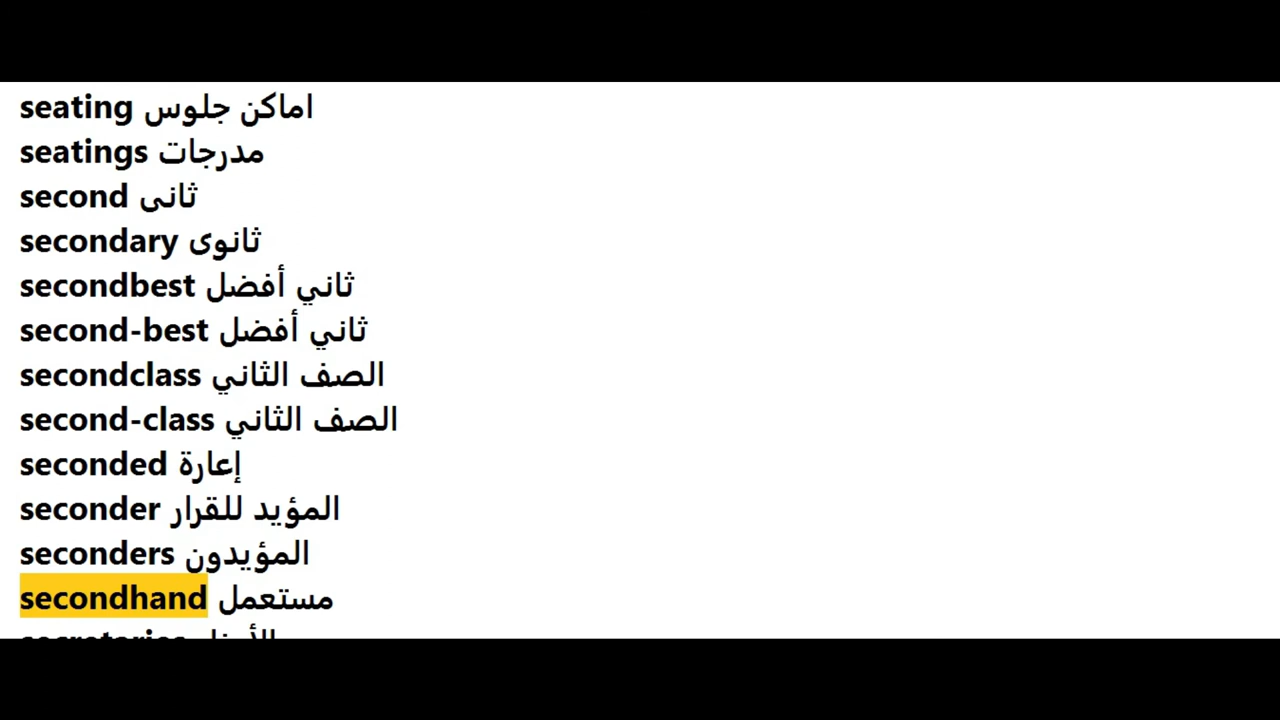 seating اماكن جلوس
seatings مدرجات
second ثانى
secondary ثانوى
secondbest ثاني أفضل
second-best ثاني أفضل
secondclass الصف الثاني
second-class الصف الثاني
seconded إعارة
seconder المؤيد للقرار
seconders المؤيدون
secondhand مستعمل
secretaries